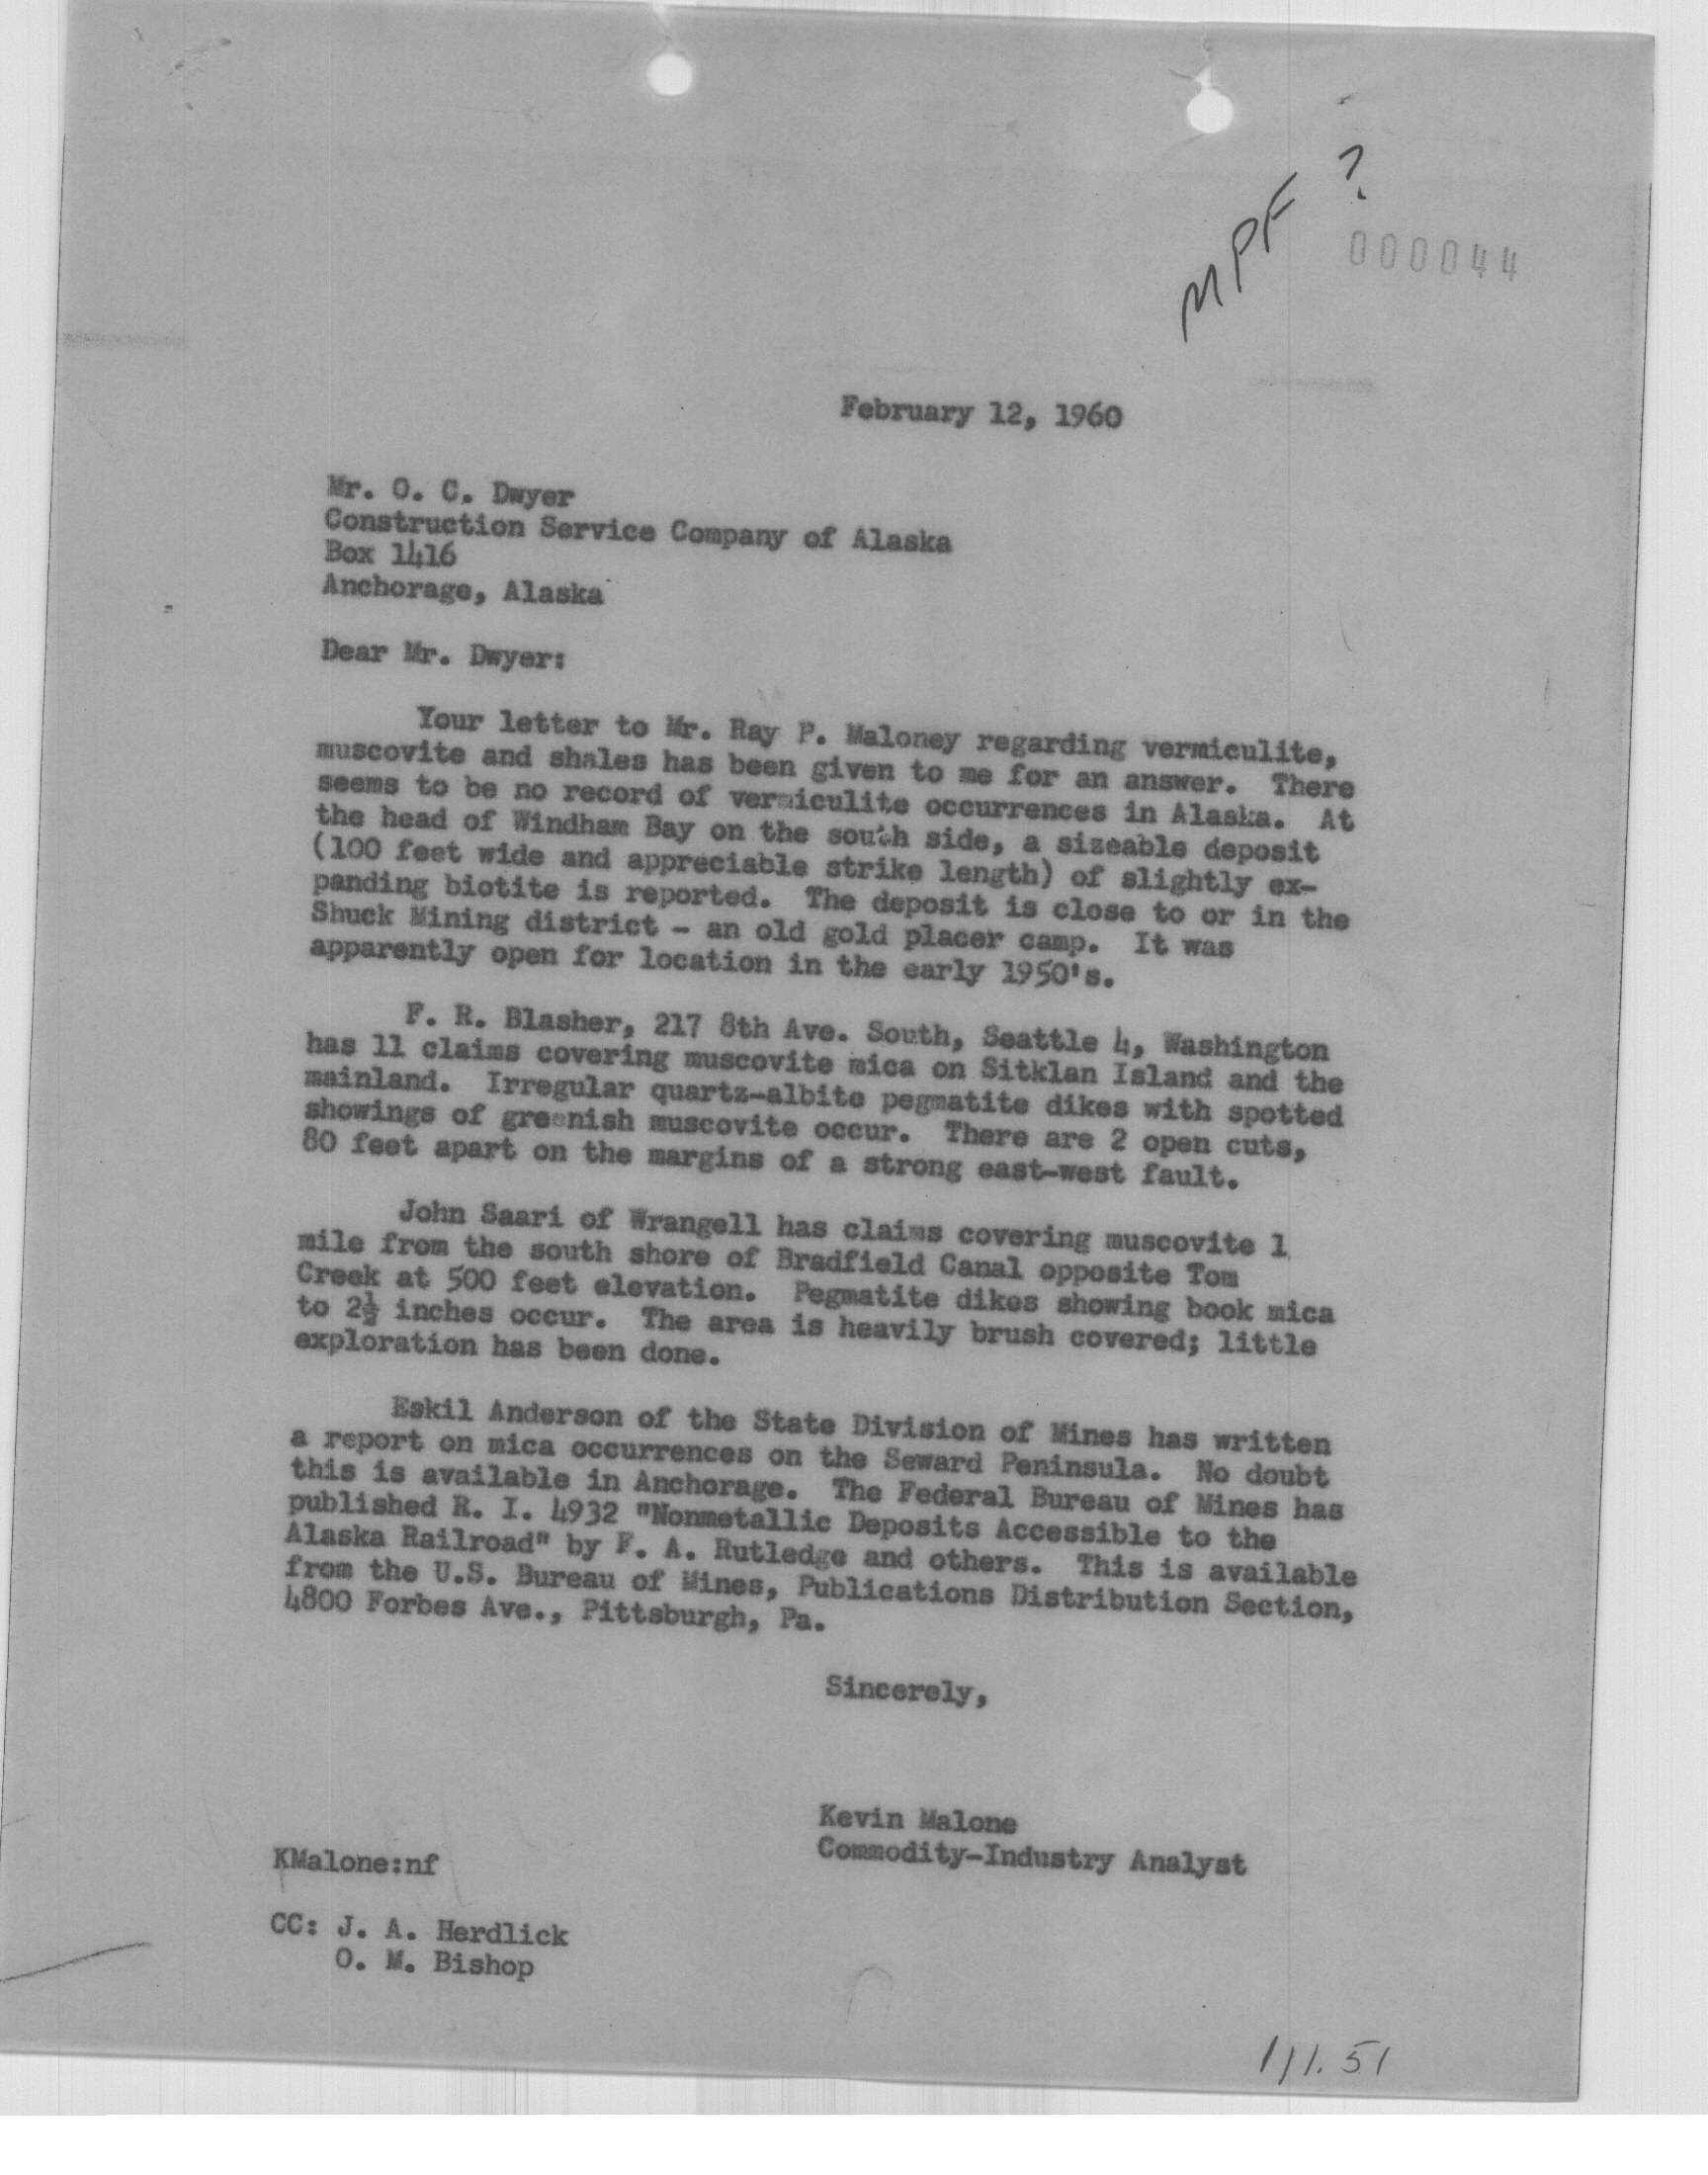 MPF ?
000044
February 12, 1960
Mr. O. C. Dwyer
Construction Service Company of Alaska
Box 1416
Anchorage, Alaska
Dear Mr. Dwyer:
Your letter to Mr. Ray P. Maloney regarding vermiculite,
muscovite and shales has been given to me for an answer. There
seems to be no record of vermiculite occurrences in Alaska. At
the head of Windham Bay on the south side, a sizeable deposit
(100 feet wide and appreciable strike length) of slightly ex-
panding biotite is reported. The deposit is close to or in the
Shuck Mining district - an old gold placer camp. It was
apparently open for location in the early 1950's.
F. R. Blasher, 217 8th Ave. South, Seattle 4, Washington
has 11 claims covering muscovite mica on Sitklan Island and the
mainland. Irregular quartz-albite pegmatite dikes with spotted
showings of greenish muscovite occur. There are 2 open cuts,
80 feet apart on the margins of a strong east-west fault.
John Saari of Wrangell has claims covering muscovite 1
mile from the south shore of Bradfield Canal opposite Tom
Creek at 500 feet elevation. Pegmatite dikes showing book mica
to 2½ inches occur. The area is heavily brush covered; little
exploration has been done.
Eskil Anderson of the State Division of Mines has written
a report on mica occurrences on the Seward Peninsula. No doubt
this is available in Anchorage. The Federal Bureau of Mines has
published R. I. 4932 "Nonmetallic Deposits Accessible to the
Alaska Railroad" by F. A. Rutledge and others. This is available
from the U.S. Bureau of Mines, Publications Distribution Section,
4800 Forbes Ave., Pittsburgh, Pa.
Sincerely,
Kevin Malone
Commodity-Industry Analyst
KMalone:nf
CC: J. A. Herdlick
O. M. Bishop
111.51